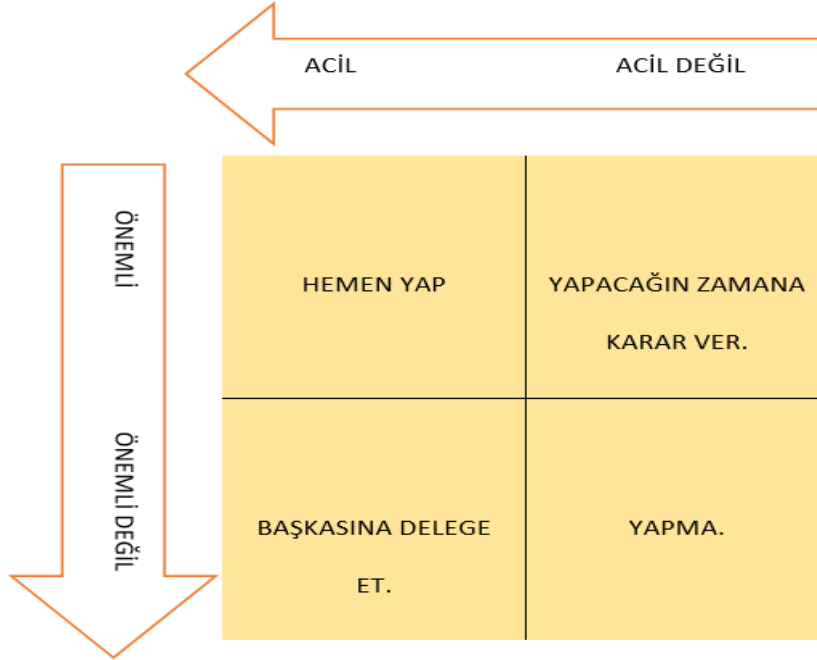 ACİL ACİL DEĞİL
ÖNEMLİ
HEMEN YAP
YAPACAĞIN ZAMANA
KARAR VER.
ÖNEMLİ DEĞİL
BAŞKASINA DELEGE
ET.
YAPMA.